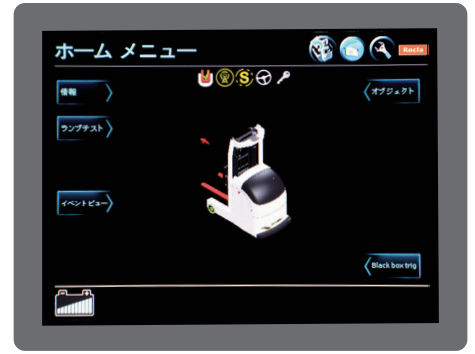 ホーム メニュー
Rocla
S
情報
オブジェクト
ランプテスト
イベントビュー
Black box trig